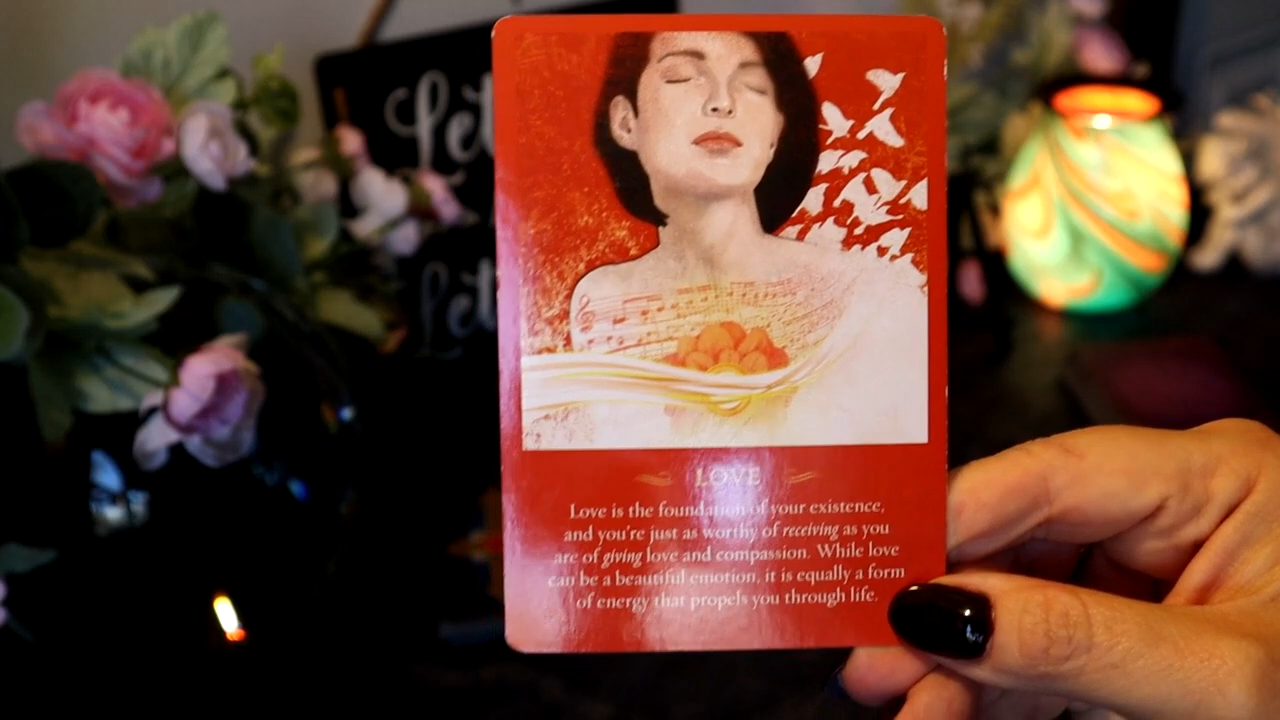 Let
Let
LOVE
Love is the foundation of your existence,
and you're just as worthy of receiving as you
are of giving love and compassion. While love
can be a beautiful emotion, it is equally a form
of energy that propels you through life.